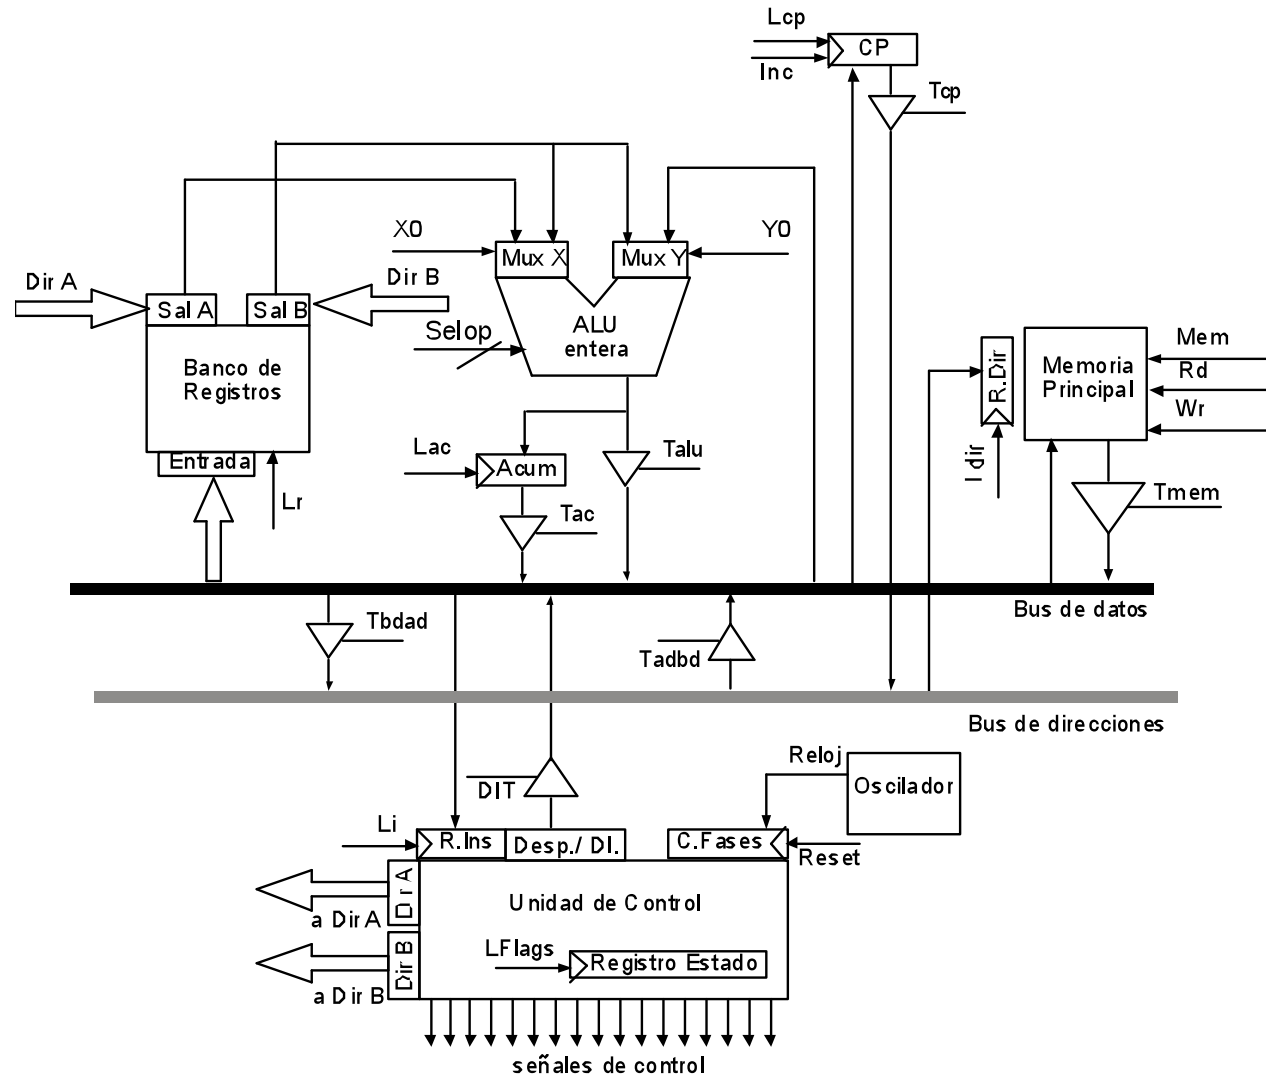 Lcp
CP
Inc
Tcp
X0
Y0
Mux X
Mux Y
Dir A
Dir B
Sal A
Sal B
Selop
ALU
entera
Banco de
Registros
R.Dir
Memoria
Principal
Mem
Rd
Wr
Entrada
Lr
Lac
Acum
Talu
Tac
l dir
Tmem
Bus de datos
Tbdad
Tadbd
Bus de direcciones
Reloj
Oscilador
DIT
Li
R.Ins
Desp./ DI.
C.Fases
Reset
Dir A
a Dir A
Unidad de Control
LFlags
Registro Estado
Dir B
a Dir B
señales de control